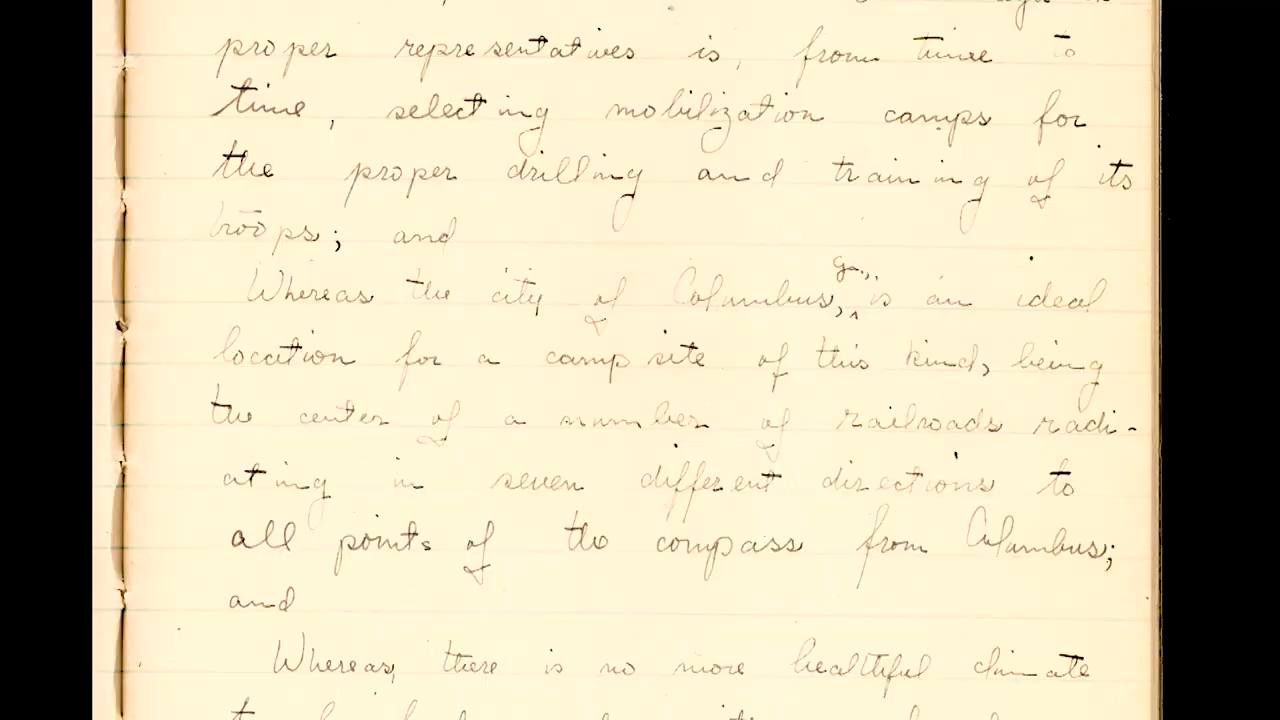 proper representatives is, from time to
time, selecting mobilization camps for
the proper drilling and training of its
troops; and
Whereas the city of Columbus, Ga., is an ideal
location for a camp site of this kind, being
the center of a number of railroads radi-
ating in seven different directions to
all points of the compass from Columbus;
and
Whereas, there is no more healthful climate